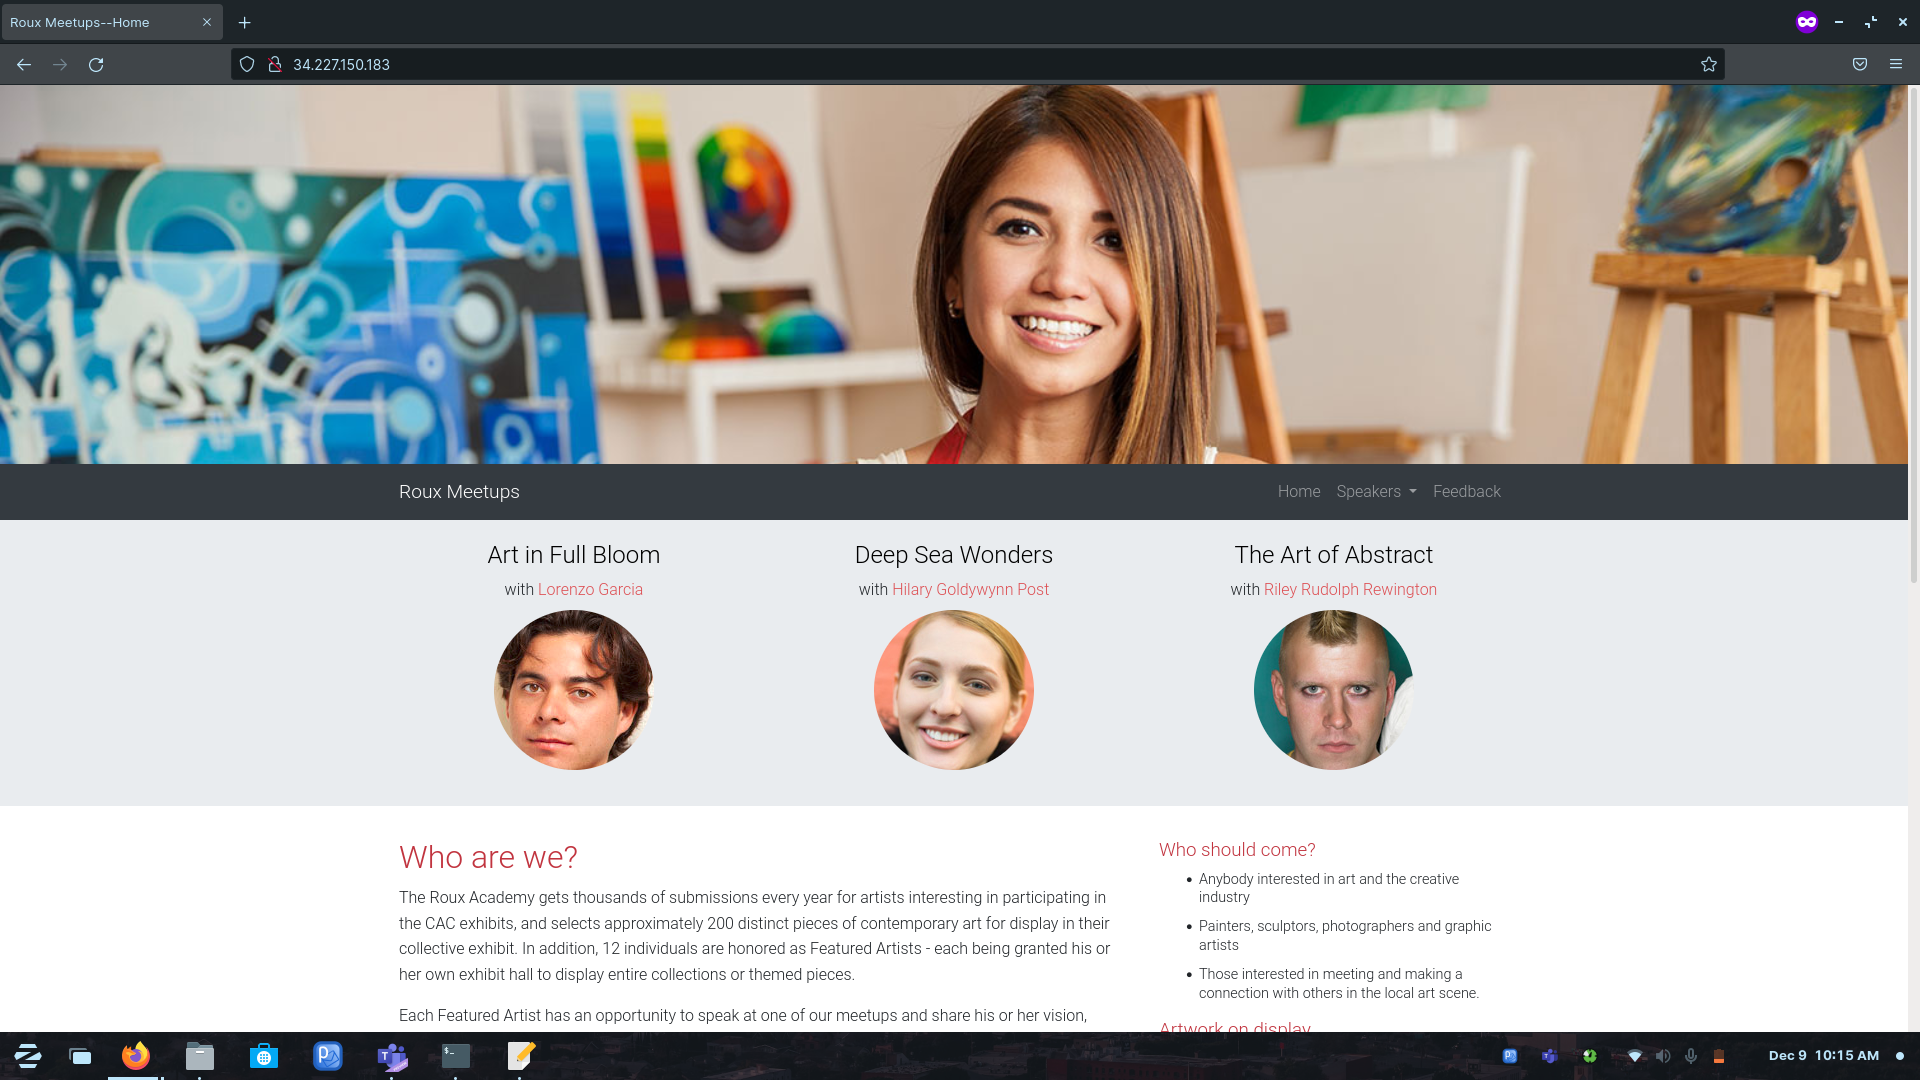 Roux Meetups--Home
34.227.150.183
Roux Meetups
Home Speakers Feedback
Art in Full Bloom
with Lorenzo Garcia
Deep Sea Wonders
with Hilary Goldywynn Post
The Art of Abstract
with Riley Rudolph Rewington
Who are we?
The Roux Academy gets thousands of submissions every year for artists interesting in participating in
the CAC exhibits, and selects approximately 200 distinct pieces of contemporary art for display in their
collective exhibit. In addition, 12 individuals are honored as Featured Artists - each being granted his or
her own exhibit hall to display entire collections or themed pieces.
Each Featured Artist has an opportunity to speak at one of our meetups and share his or her vision,
Who should come?
Anybody interested in art and the creative
industry
Painters, sculptors, photographers and graphic
artists
Those interested in meeting and making a
connection with others in the local art scene.
Artwork on display
Dec 9 10:15 AM